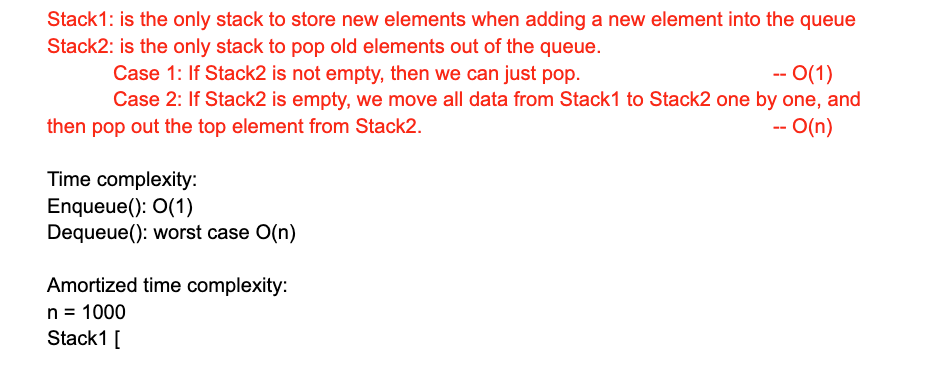 Stack1: is the only stack to store new elements when adding a new element into the queue
Stack2: is the only stack to pop old elements out of the queue.
Case 1: If Stack2 is not empty, then we can just pop. -- O(1)
Case 2: If Stack2 is empty, we move all data from Stack1 to Stack2 one by one, and
then pop out the top element from Stack2. -- O(n)
Time complexity:
Enqueue(): O(1)
Dequeue(): worst case O(n)
Amortized time complexity:
n = 1000
Stack1 [